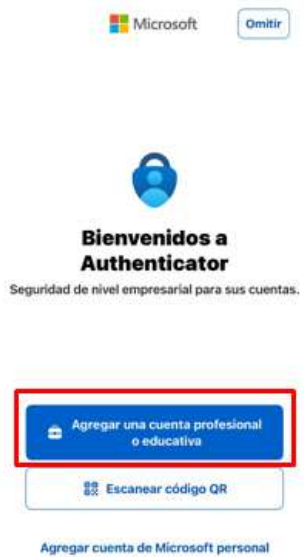 Microsoft
Omitir
Bienvenidos a
Authenticator
Seguridad de nivel empresarial para sus cuentas.
Agregar una cuenta profesional
o educativa
Escanear código QR
Agregar cuenta de Microsoft personal